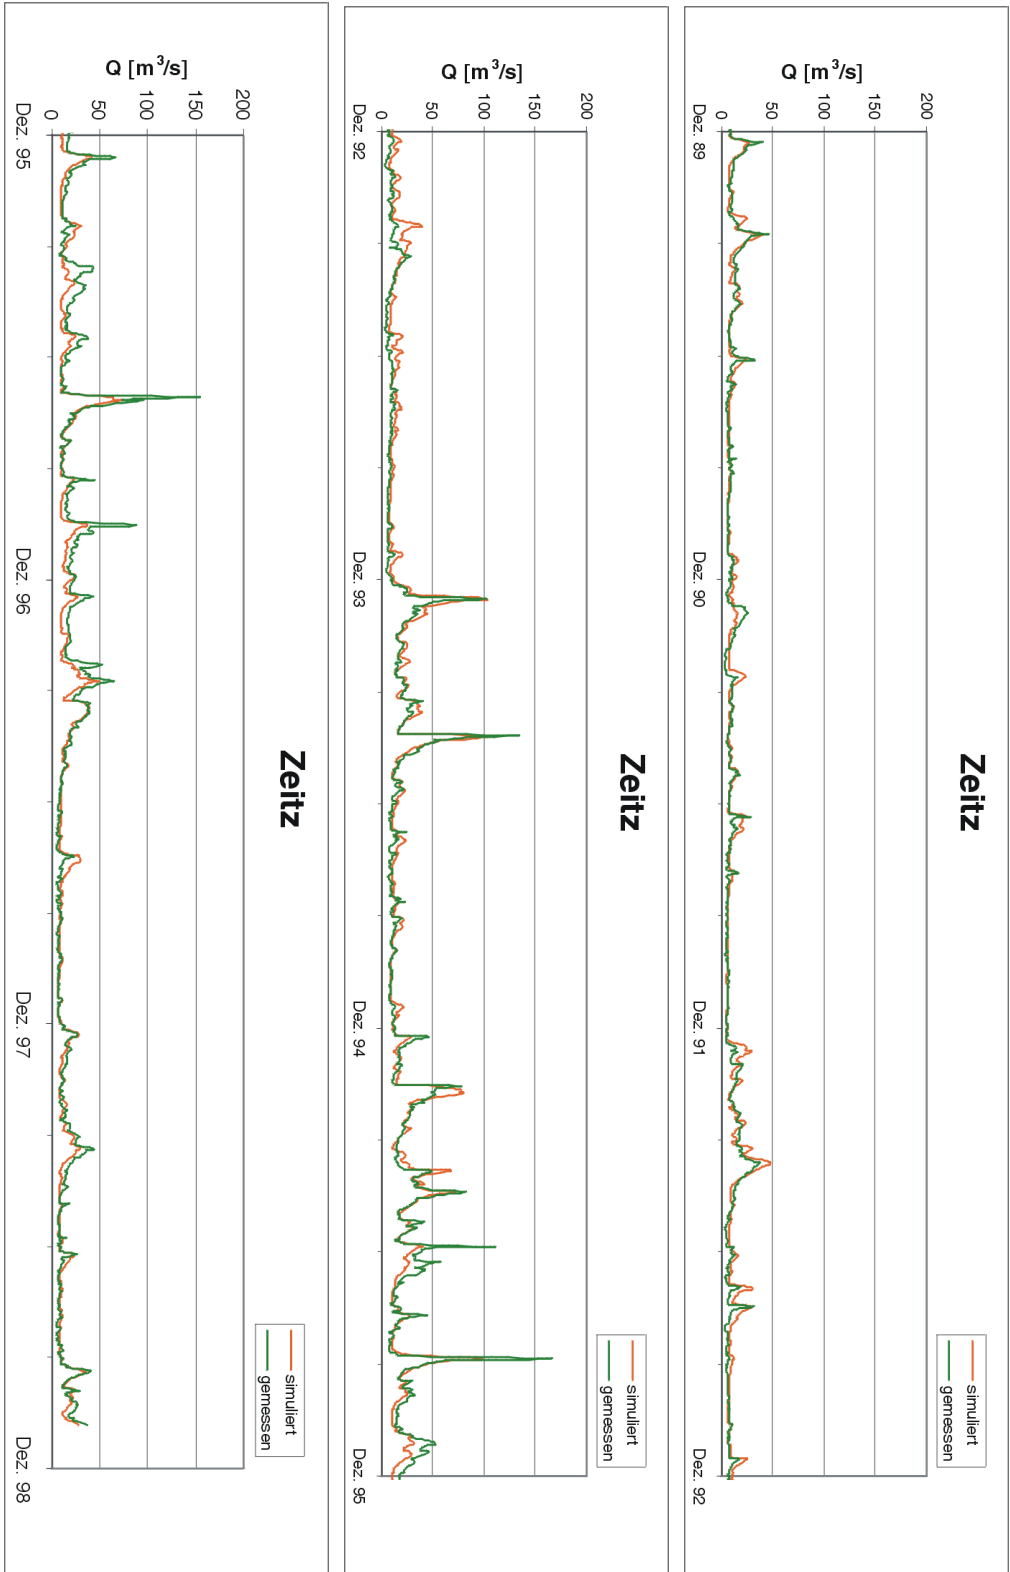 Zeitz
Q [m³/s]
200
150
100
50
0
Dez. 89
Dez. 90
Dez. 91
Dez. 92
simuliert
gemessen
Zeitz
Q [m³/s]
200
150
100
50
0
Dez. 92
Dez. 93
Dez. 94
Dez. 95
simuliert
gemessen
Zeitz
Q [m³/s]
200
150
100
50
0
Dez. 95
Dez. 96
Dez. 97
Dez. 98
simuliert
gemessen